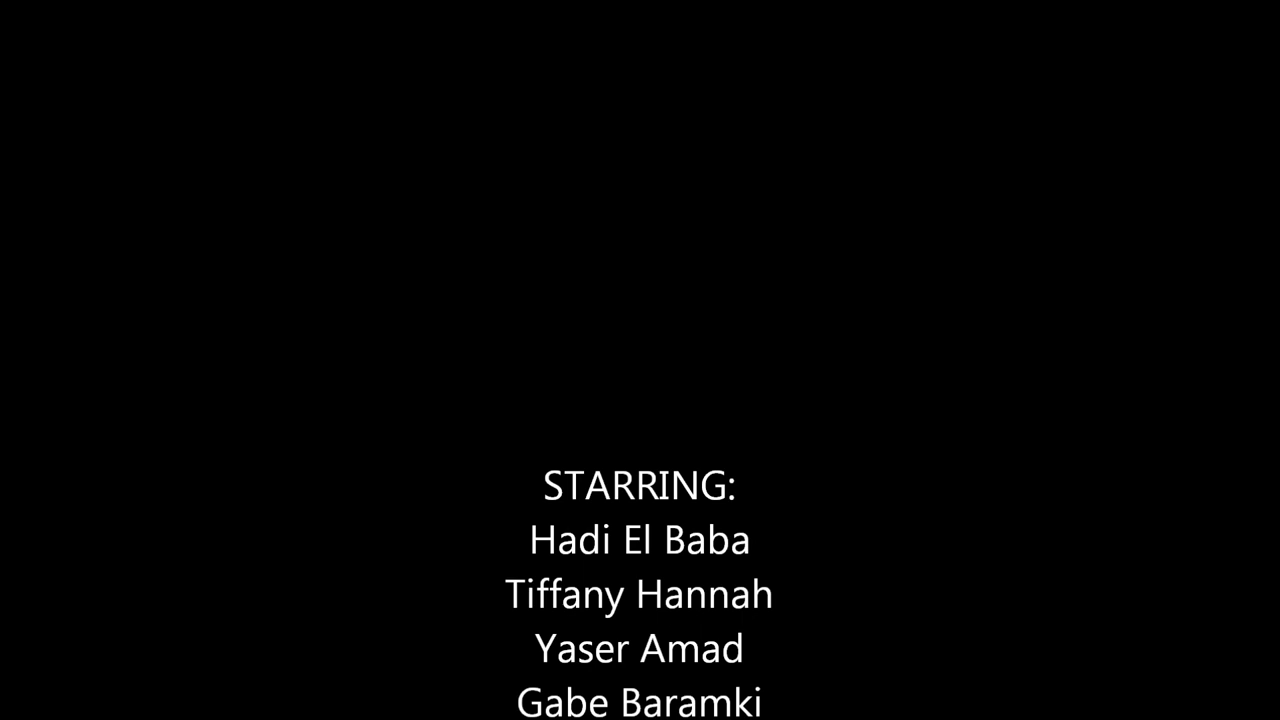 STARRING:
Hadi El Baba
Tiffany Hannah
Yaser Amad
Gabe Baramki